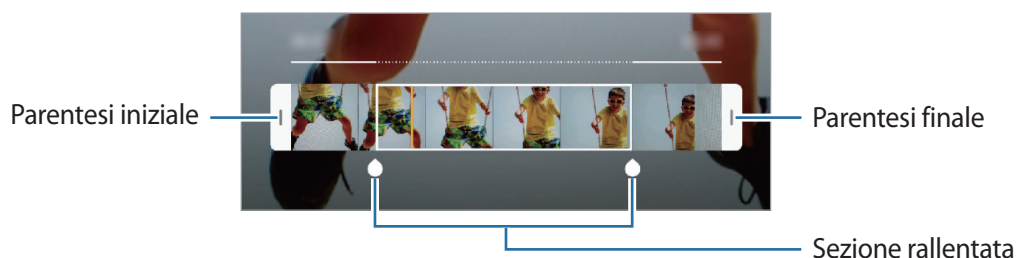 Parentesi iniziale
Parentesi finale
Sezione rallentata